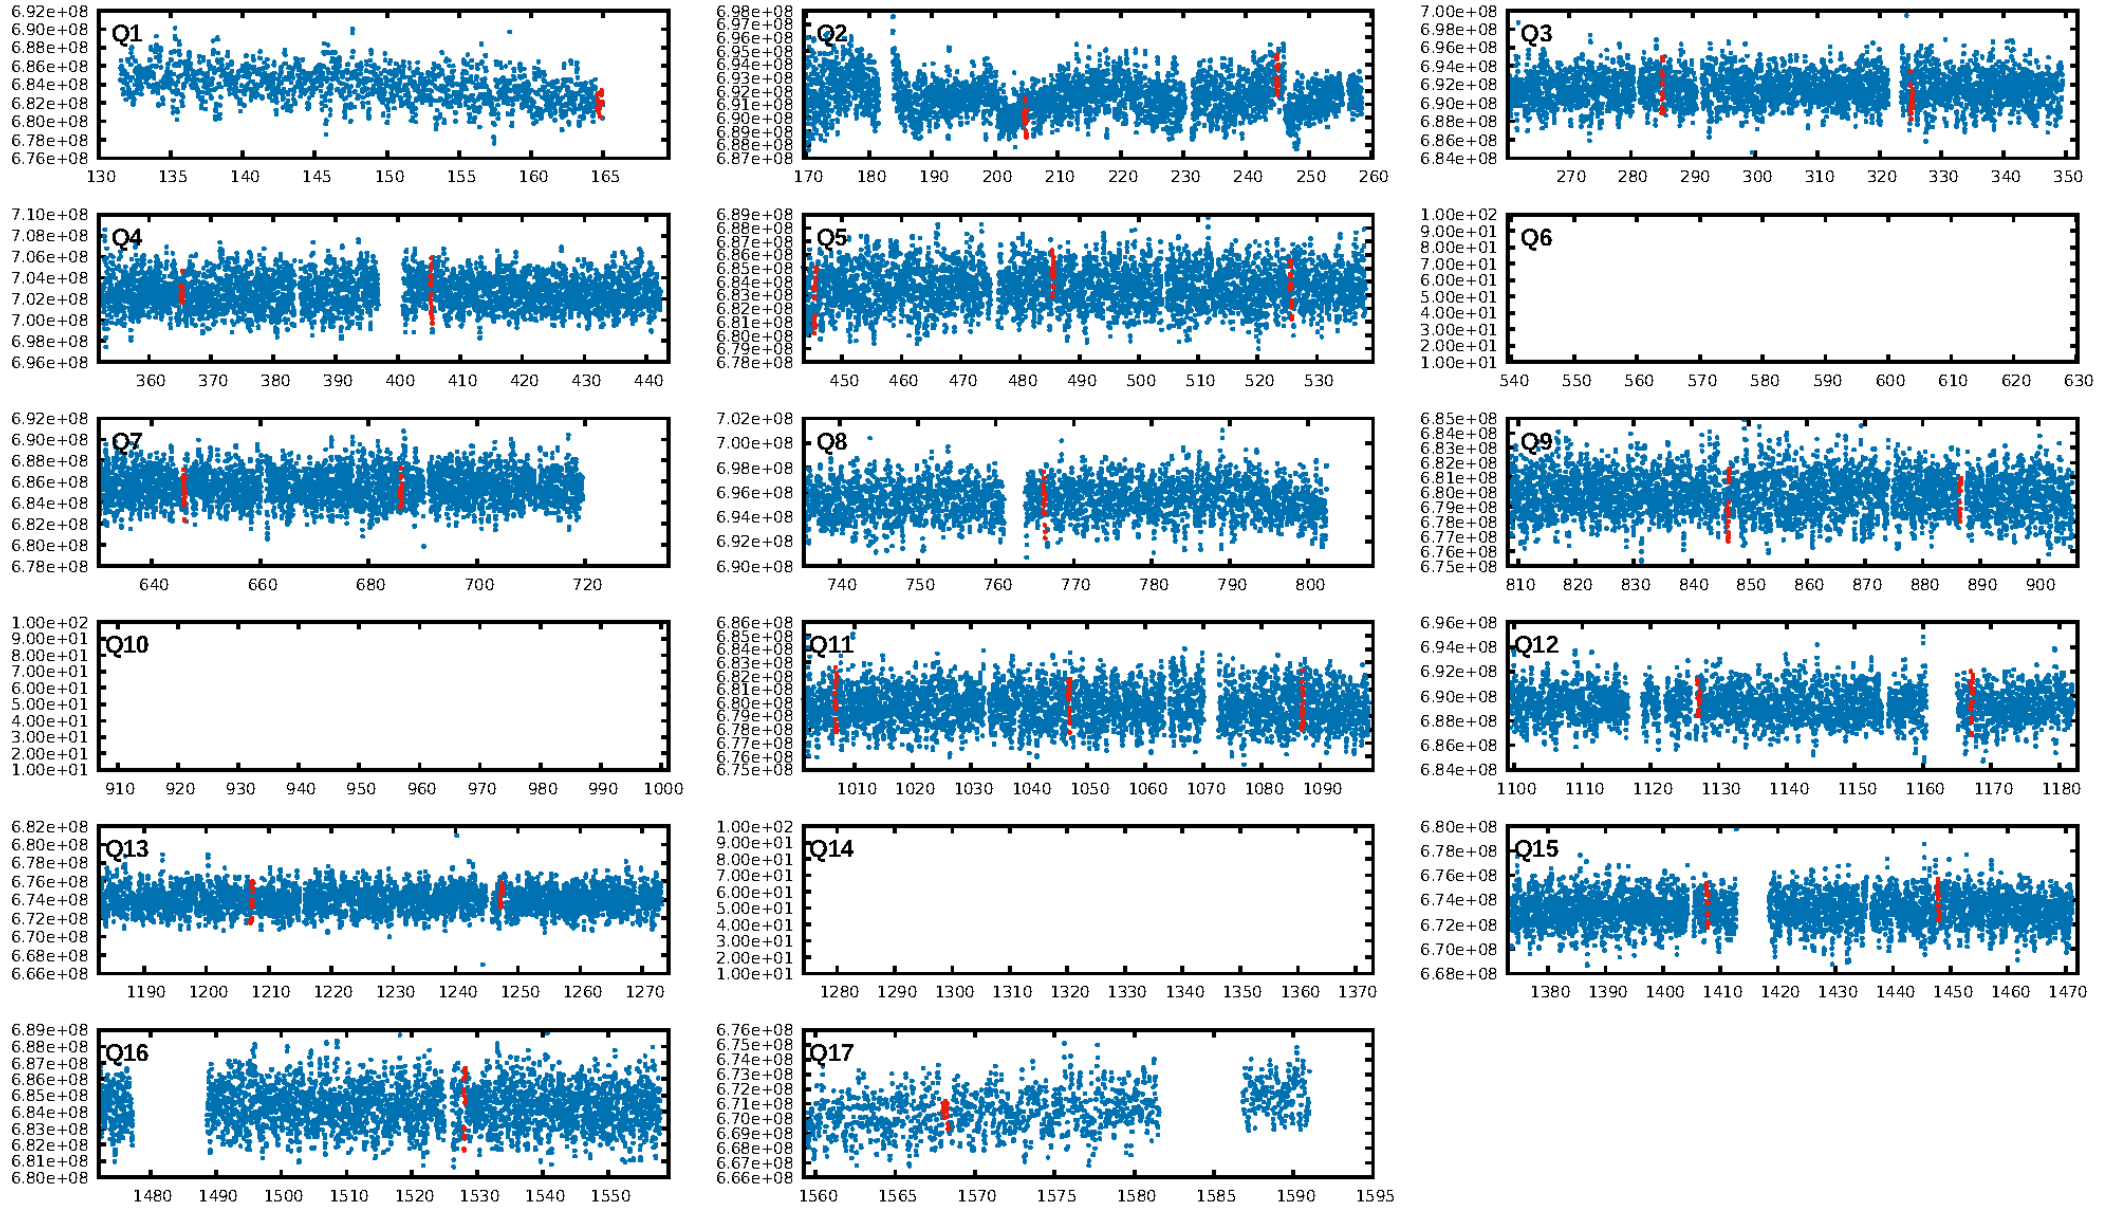 Q1
6.92e+08
6.90e+08
6.88e+08
6.86e+08
6.84e+08
6.82e+08
6.80e+08
6.78e+08
6.76e+08
130 135 140 145 150 155 160 165
Q2
6.98e+08
6.97e+08
6.96e+08
6.95e+08
6.94e+08
6.93e+08
6.92e+08
6.91e+08
6.90e+08
6.89e+08
6.88e+08
6.87e+08
170 180 190 200 210 220 230 240 250 260
Q3
7.00e+08
6.98e+08
6.96e+08
6.94e+08
6.92e+08
6.90e+08
6.88e+08
6.86e+08
6.84e+08
270 280 290 300 310 320 330 340 350
Q4
7.10e+08
7.08e+08
7.06e+08
7.04e+08
7.02e+08
7.00e+08
6.98e+08
6.96e+08
360 370 380 390 400 410 420 430 440
Q5
6.89e+08
6.88e+08
6.87e+08
6.86e+08
6.85e+08
6.84e+08
6.83e+08
6.82e+08
6.81e+08
6.80e+08
6.79e+08
6.78e+08
450 460 470 480 490 500 510 520 530
Q6
1.00e+02
9.00e+01
8.00e+01
7.00e+01
6.00e+01
5.00e+01
4.00e+01
3.00e+01
2.00e+01
1.00e+01
540 550 560 570 580 590 600 610 620 630
Q7
6.92e+08
6.90e+08
6.88e+08
6.86e+08
6.84e+08
6.82e+08
6.80e+08
6.78e+08
640 660 680 700 720
Q8
7.02e+08
7.00e+08
6.98e+08
6.96e+08
6.94e+08
6.92e+08
6.90e+08
740 750 760 770 780 790 800
Q9
6.85e+08
6.84e+08
6.83e+08
6.82e+08
6.81e+08
6.80e+08
6.79e+08
6.78e+08
6.77e+08
6.76e+08
6.75e+08
810 820 830 840 850 860 870 880 890 900
Q10
1.00e+02
9.00e+01
8.00e+01
7.00e+01
6.00e+01
5.00e+01
4.00e+01
3.00e+01
2.00e+01
1.00e+01
910 920 930 940 950 960 970 980 990 1000
Q11
6.86e+08
6.85e+08
6.84e+08
6.83e+08
6.82e+08
6.81e+08
6.80e+08
6.79e+08
6.78e+08
6.77e+08
6.76e+08
6.75e+08
1010 1020 1030 1040 1050 1060 1070 1080 1090
Q12
6.96e+08
6.94e+08
6.92e+08
6.90e+08
6.88e+08
6.86e+08
6.84e+08
1100 1110 1120 1130 1140 1150 1160 1170 1180
Q13
6.82e+08
6.80e+08
6.78e+08
6.76e+08
6.74e+08
6.72e+08
6.70e+08
6.68e+08
6.66e+08
1190 1200 1210 1220 1230 1240 1250 1260 1270
Q14
1.00e+02
9.00e+01
8.00e+01
7.00e+01
6.00e+01
5.00e+01
4.00e+01
3.00e+01
2.00e+01
1.00e+01
1280 1290 1300 1310 1320 1330 1340 1350 1360 1370
Q15
6.80e+08
6.78e+08
6.76e+08
6.74e+08
6.72e+08
6.70e+08
6.68e+08
1380 1390 1400 1410 1420 1430 1440 1450 1460 1470
Q16
6.89e+08
6.88e+08
6.87e+08
6.86e+08
6.85e+08
6.84e+08
6.83e+08
6.82e+08
6.81e+08
6.80e+08
1480 1490 1500 1510 1520 1530 1540 1550
Q17
6.76e+08
6.75e+08
6.74e+08
6.73e+08
6.72e+08
6.71e+08
6.70e+08
6.69e+08
6.68e+08
6.67e+08
6.66e+08
1560 1565 1570 1575 1580 1585 1590 1595